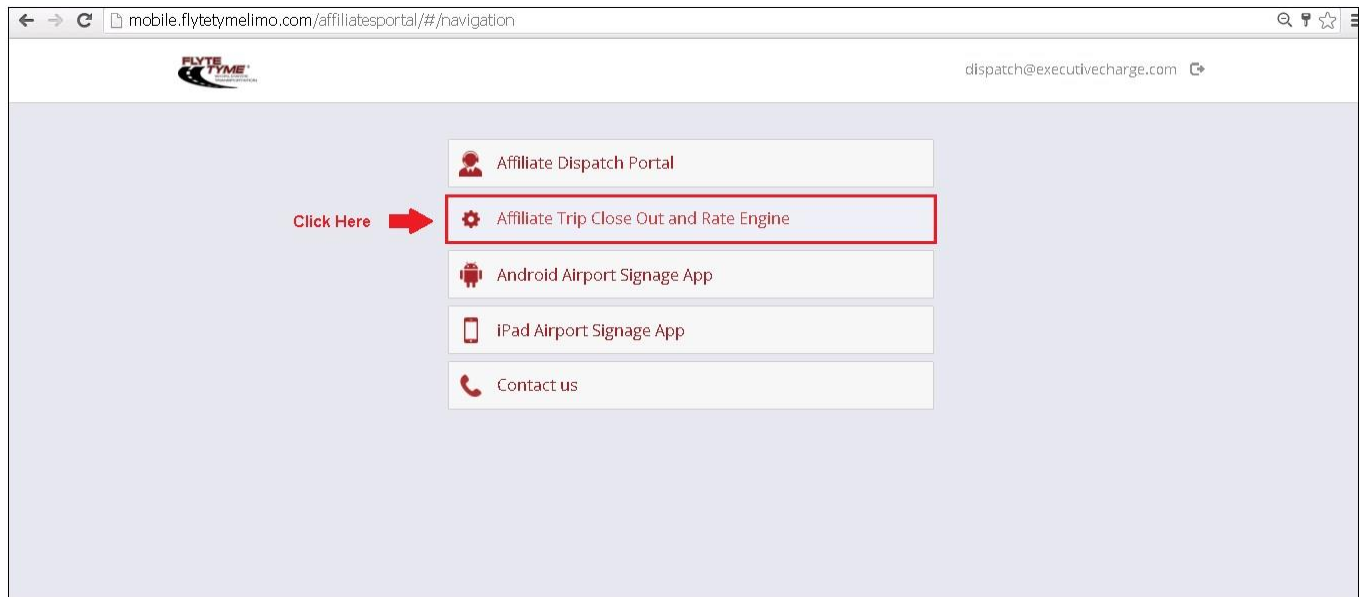 mobile.flytetymelimo.com/affiliatesportal/#/navigation
FLYTE
TYME
dispatch@executivecharge.com
Affiliate Dispatch Portal
Click Here
Affiliate Trip Close Out and Rate Engine
Android Airport Signage App
iPad Airport Signage App
Contact us